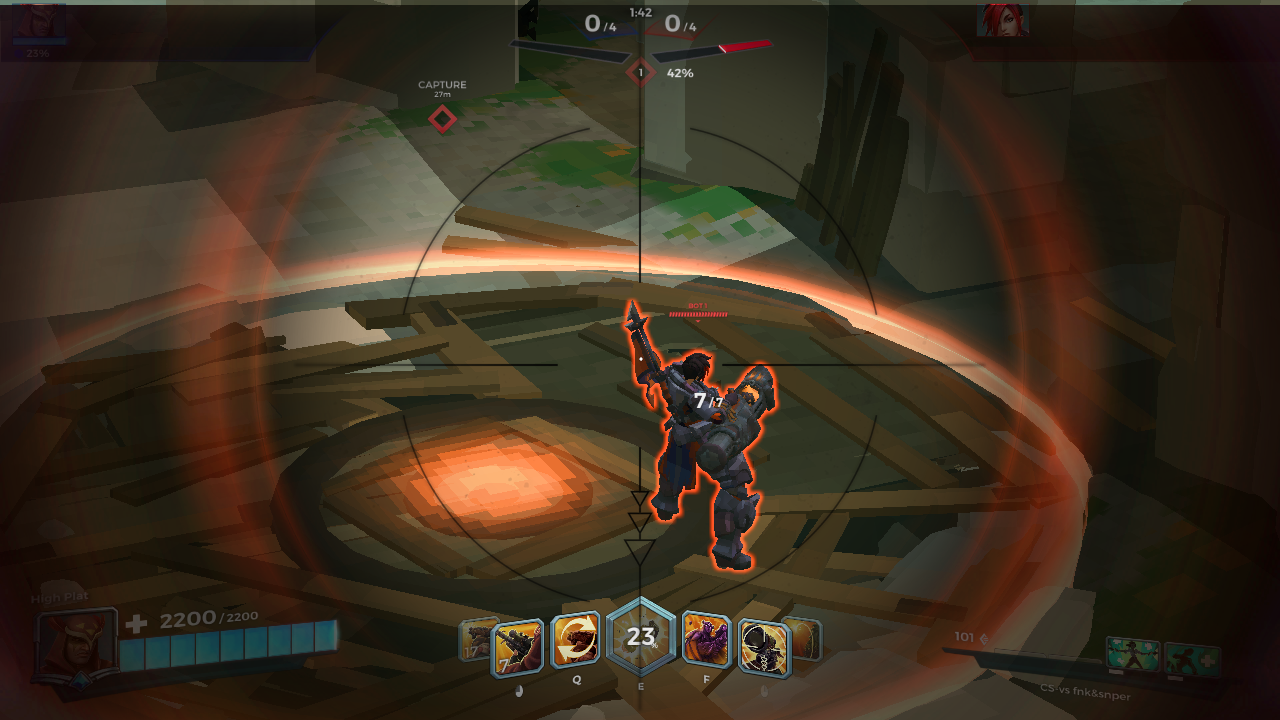 23%
0/4
1:42
0/4
1
42%
CAPTURE
27m
BOT 1
7/7
High Plat
2200/2200
17
7
Q
23%
E
F
101
CS vs fnk&snper